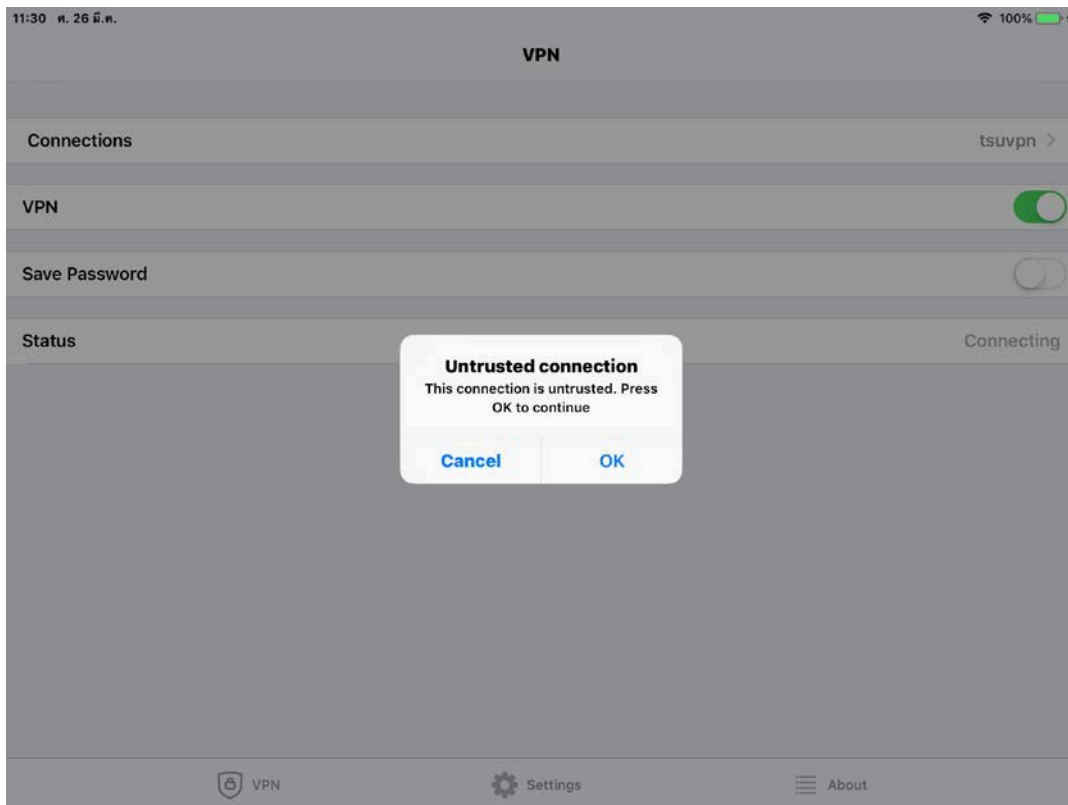 11:30 ศ. 26 มี.ค.
100%
VPN
Connections
tsuvpn
VPN
Save Password
Status
Connecting
Untrusted connection
This connection is untrusted. Press
OK to continue
Cancel
OK
VPN
Settings
About